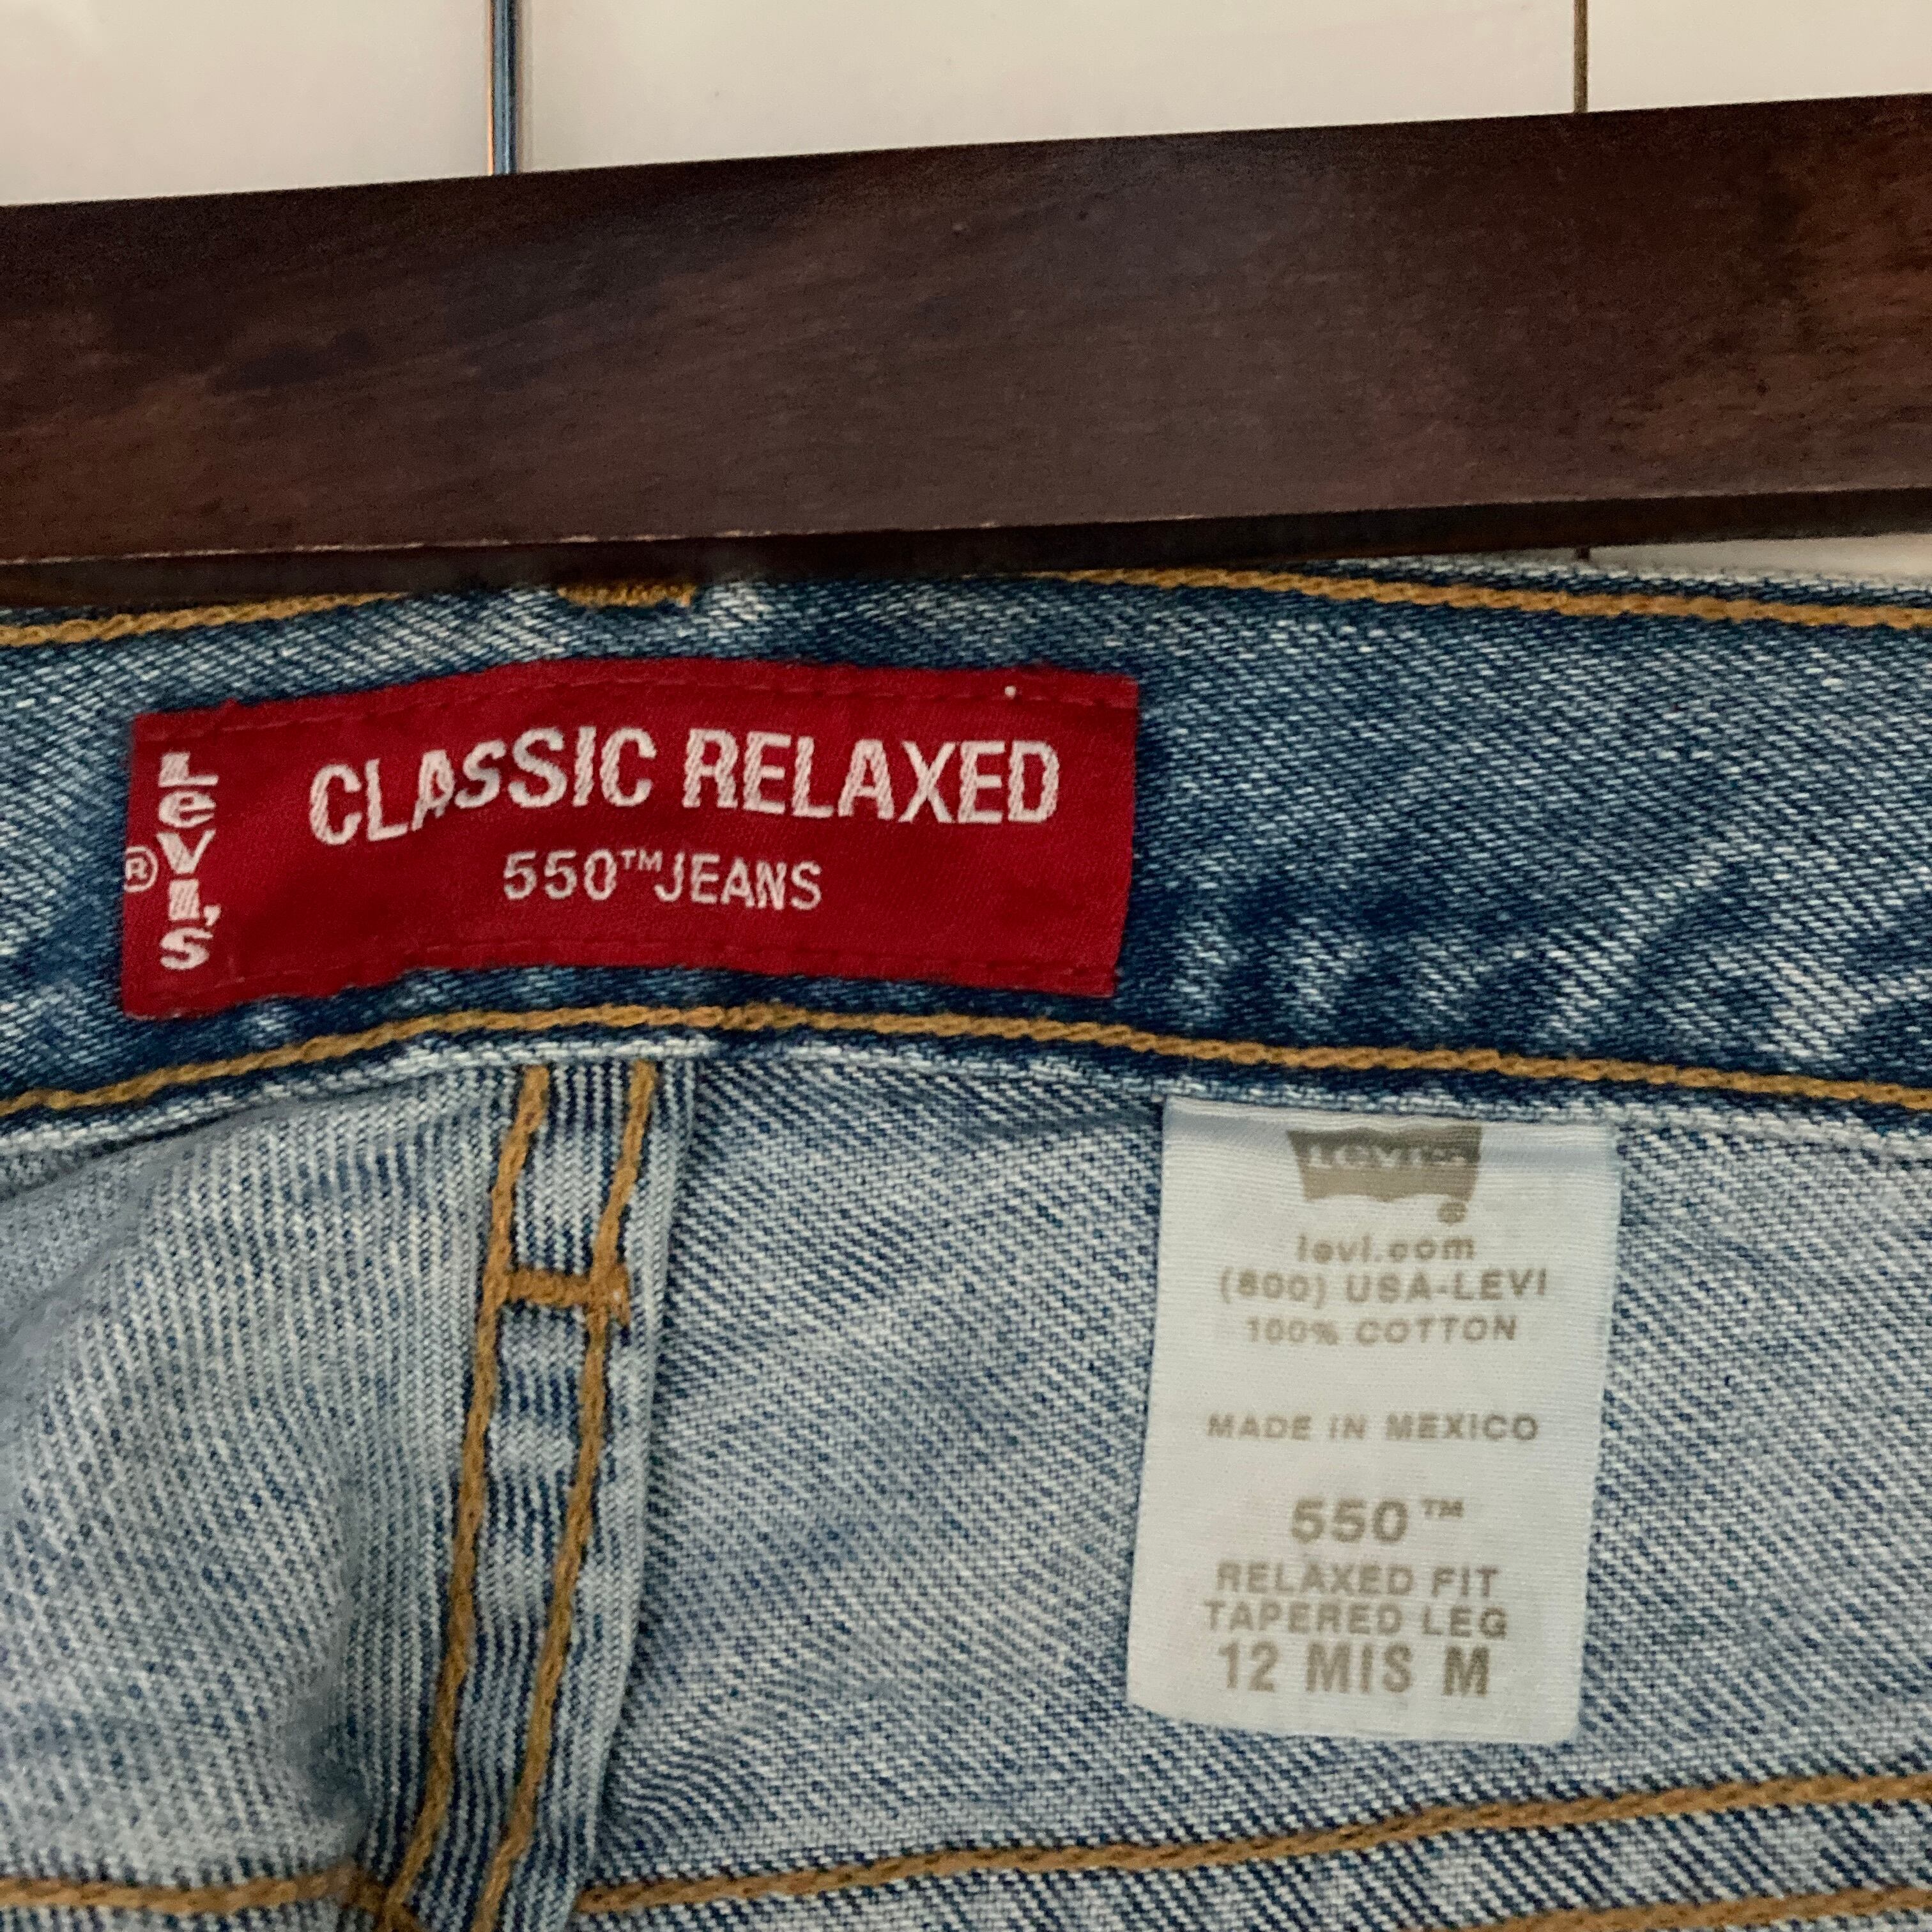 Levi's
®
CLASSIC RELAXED
550™ JEANS
Levi's
®
levi.com
(800) USA-LEVI
100% COTTON
MADE IN MEXICO
550™
RELAXED FIT
TAPERED LEG
12 MIS M